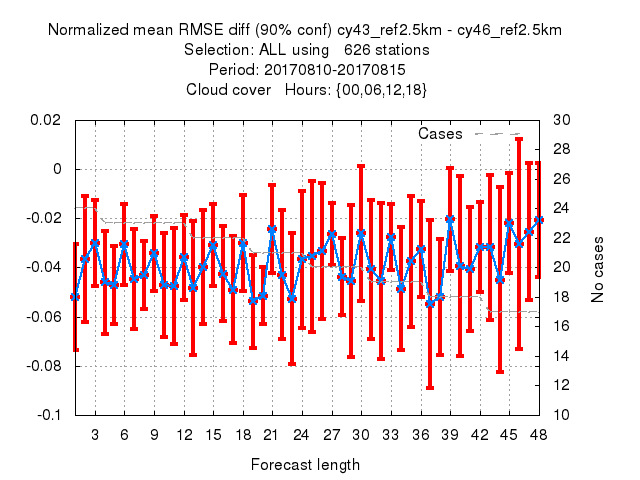 Normalized mean RMSE diff (90% conf) cy43_ref2.5km - cy46_ref2.5km
Selection: ALL using 626 stations
Period: 20170810-20170815
Cloud cover Hours: {00,06,12,18}
Cases
0.02
0
-0.02
-0.04
-0.06
-0.08
-0.1
30
28
26
24
22
20
18
16
14
12
10
No cases
3 6 9 12 15 18 21 24 27 30 33 36 39 42 45 48
Forecast length